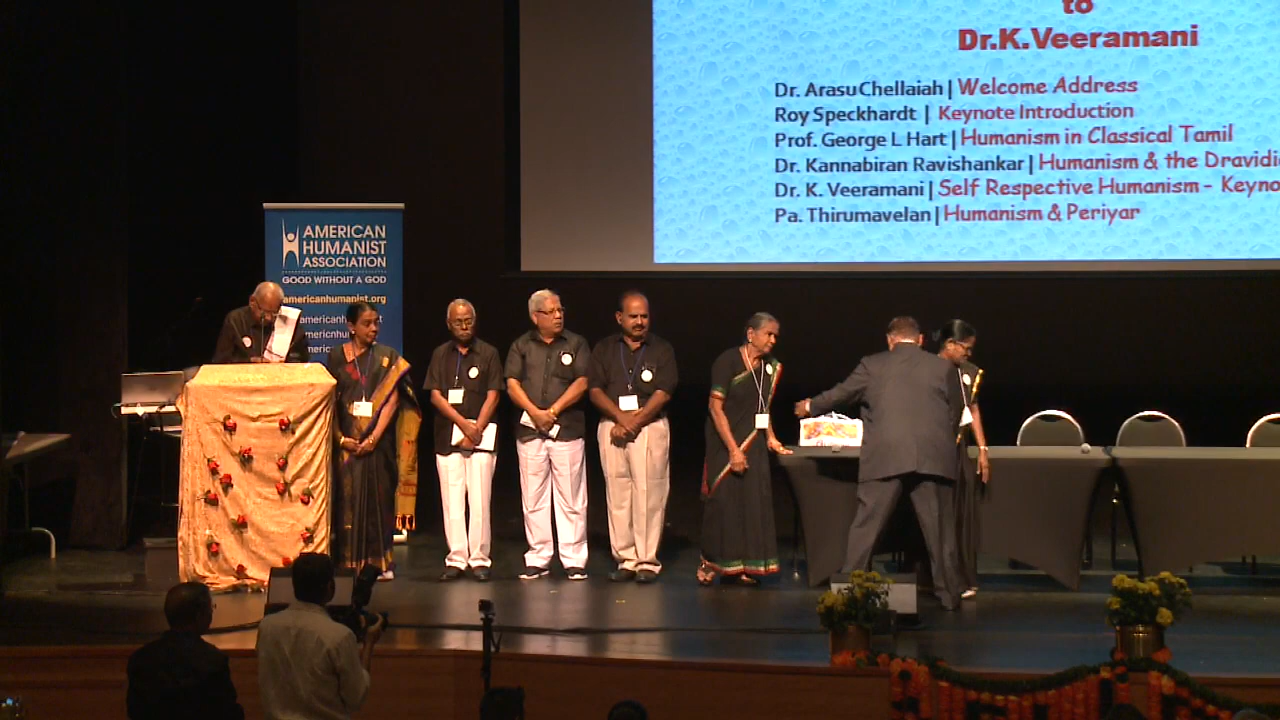 to
Dr.K.Veeramani
Dr. Arasu Chellaiah | Welcome Address
Roy Speckhardt | Keynote Introduction
Prof. George L Hart | Humanism in Classical Tamil
Dr. Kannabiran Ravishankar | Humanism & the Dravidi
Dr. K. Veeramani | Self Respective Humanism - Keyno
Pa. Thirumavelan | Humanism & Periyar
AMERICAN
HUMANIST
ASSOCIATION
GOOD WITHOUT A GOD
americanhumanist.org